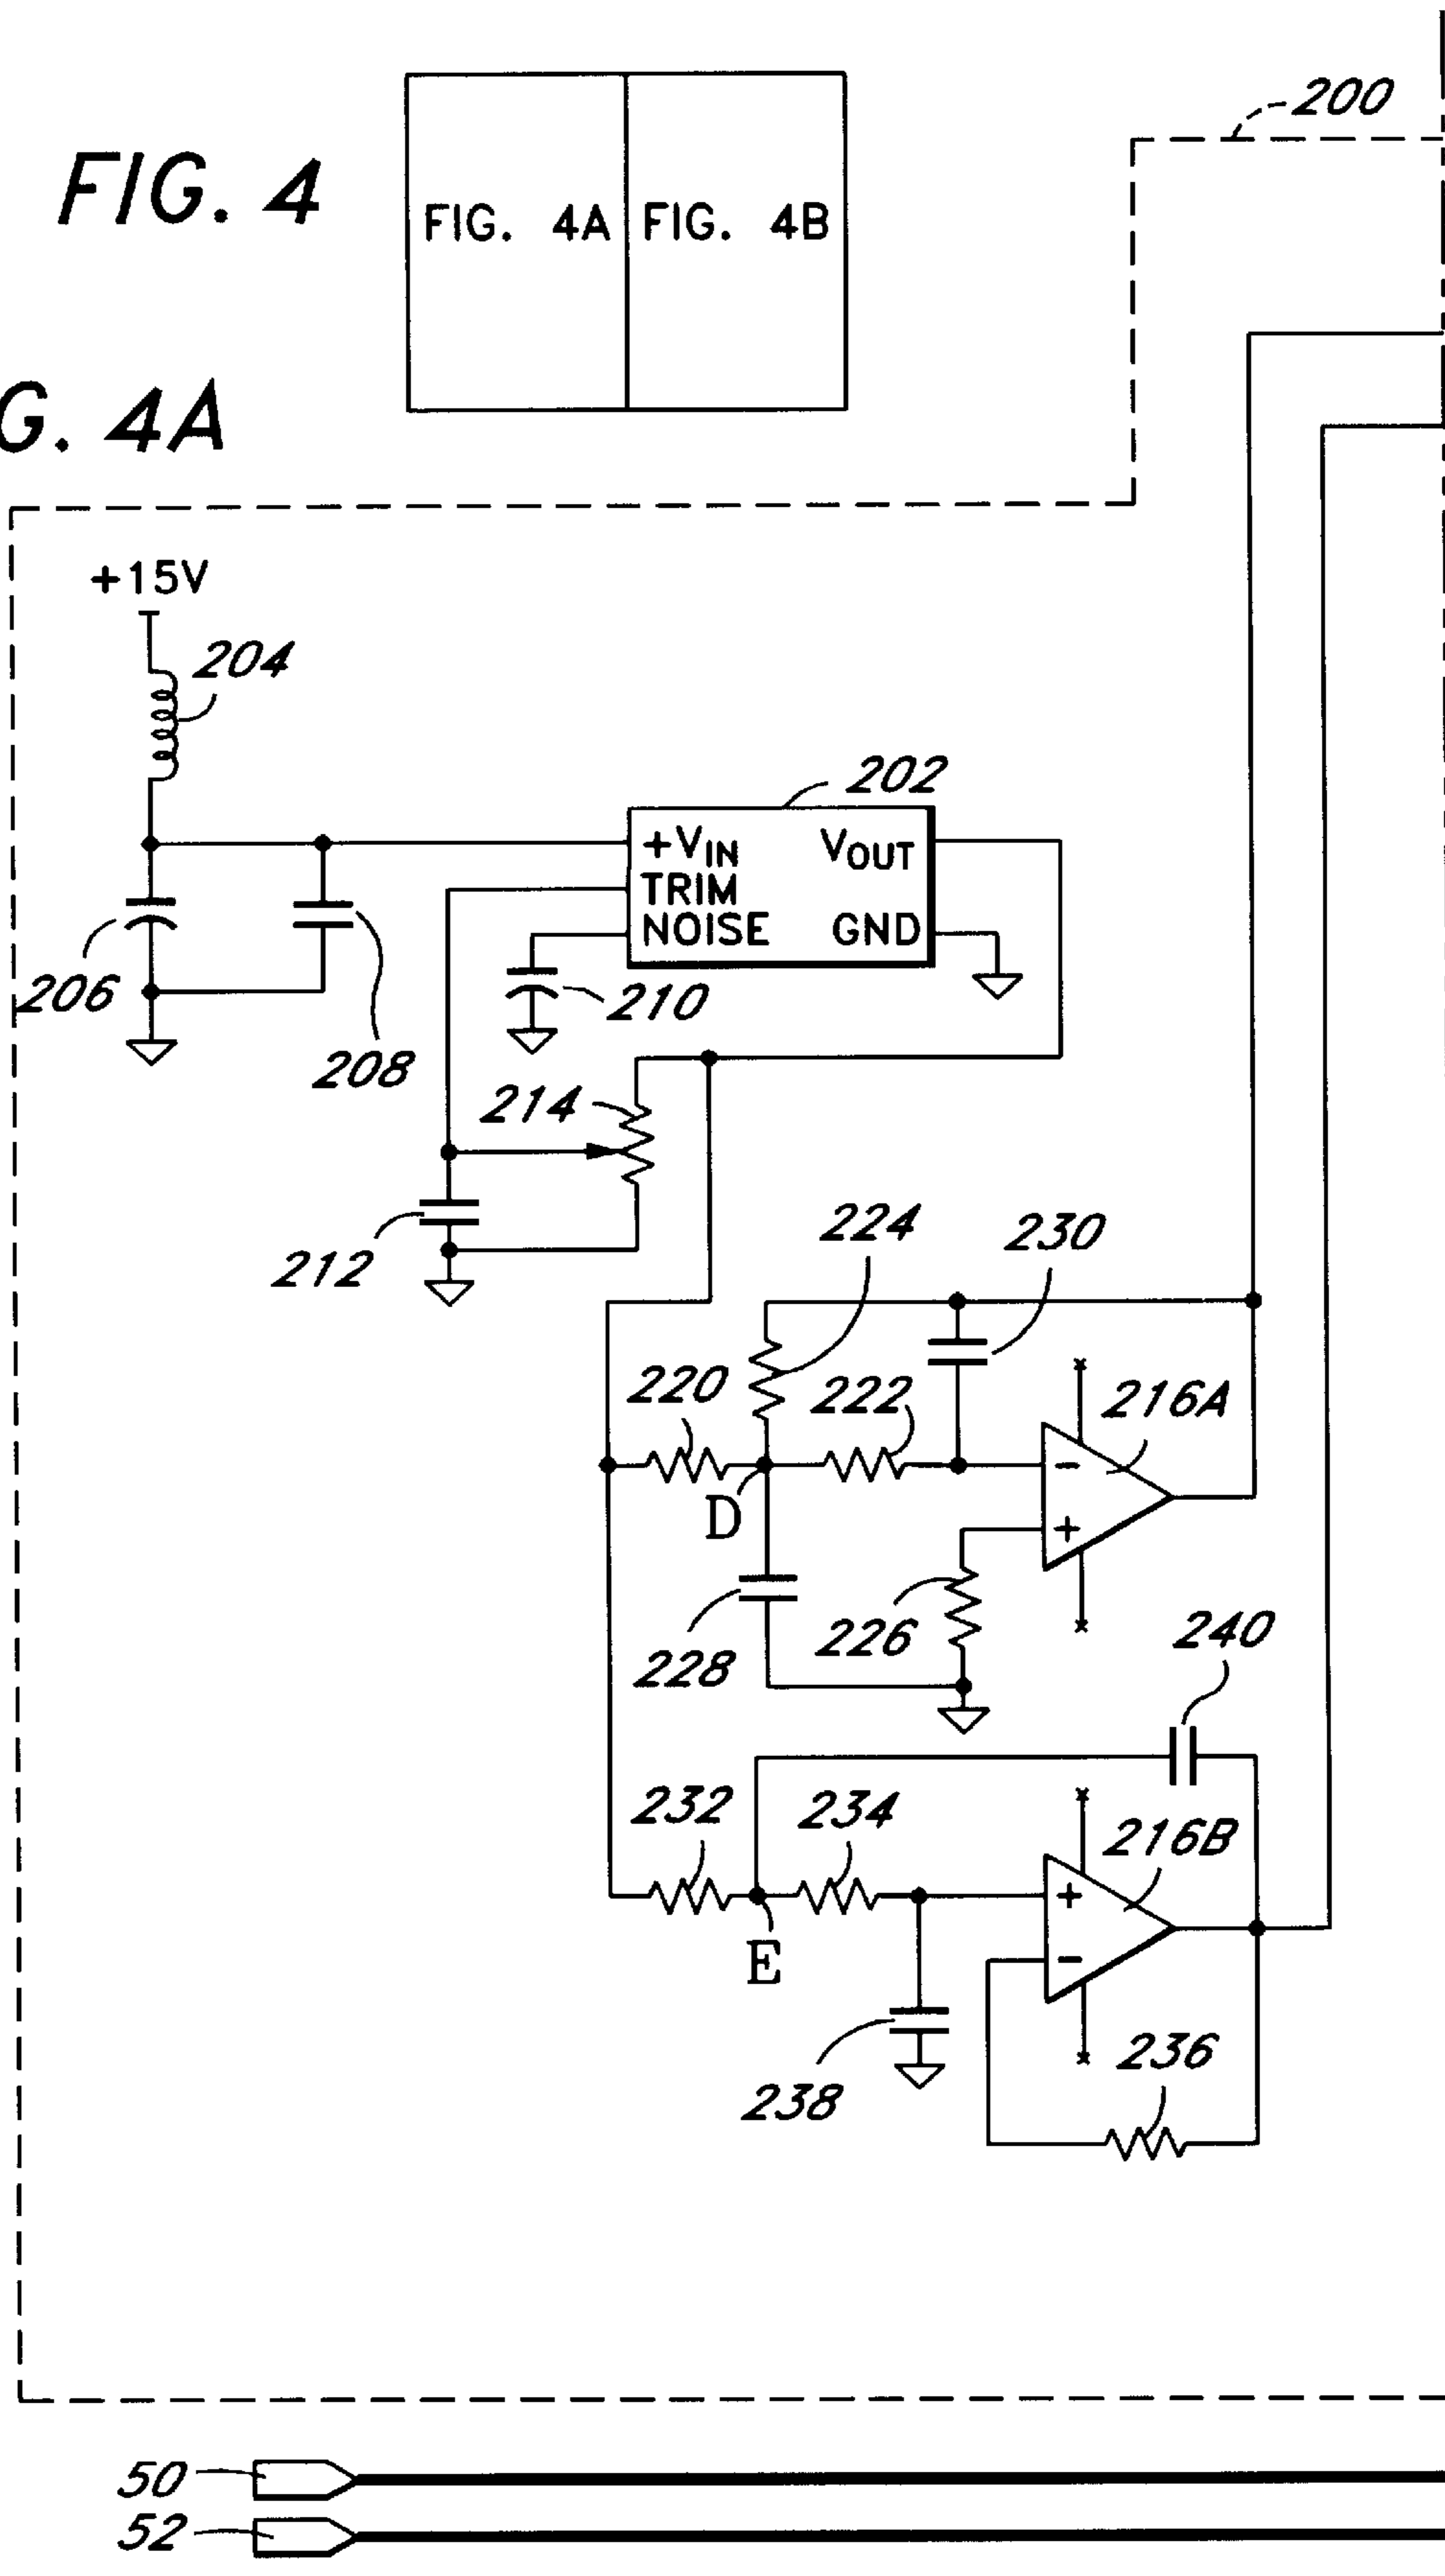 200
FIG. 4
FIG. 4A
FIG. 4B
G. 4A
+15V
204
202
+VIN
VOUT
TRIM
NOISE
GND
206
210
208
214
212
224
230
220
222
216A
−
D
+
226
228
240
232
234
216B
+
E
−
236
238
50
52